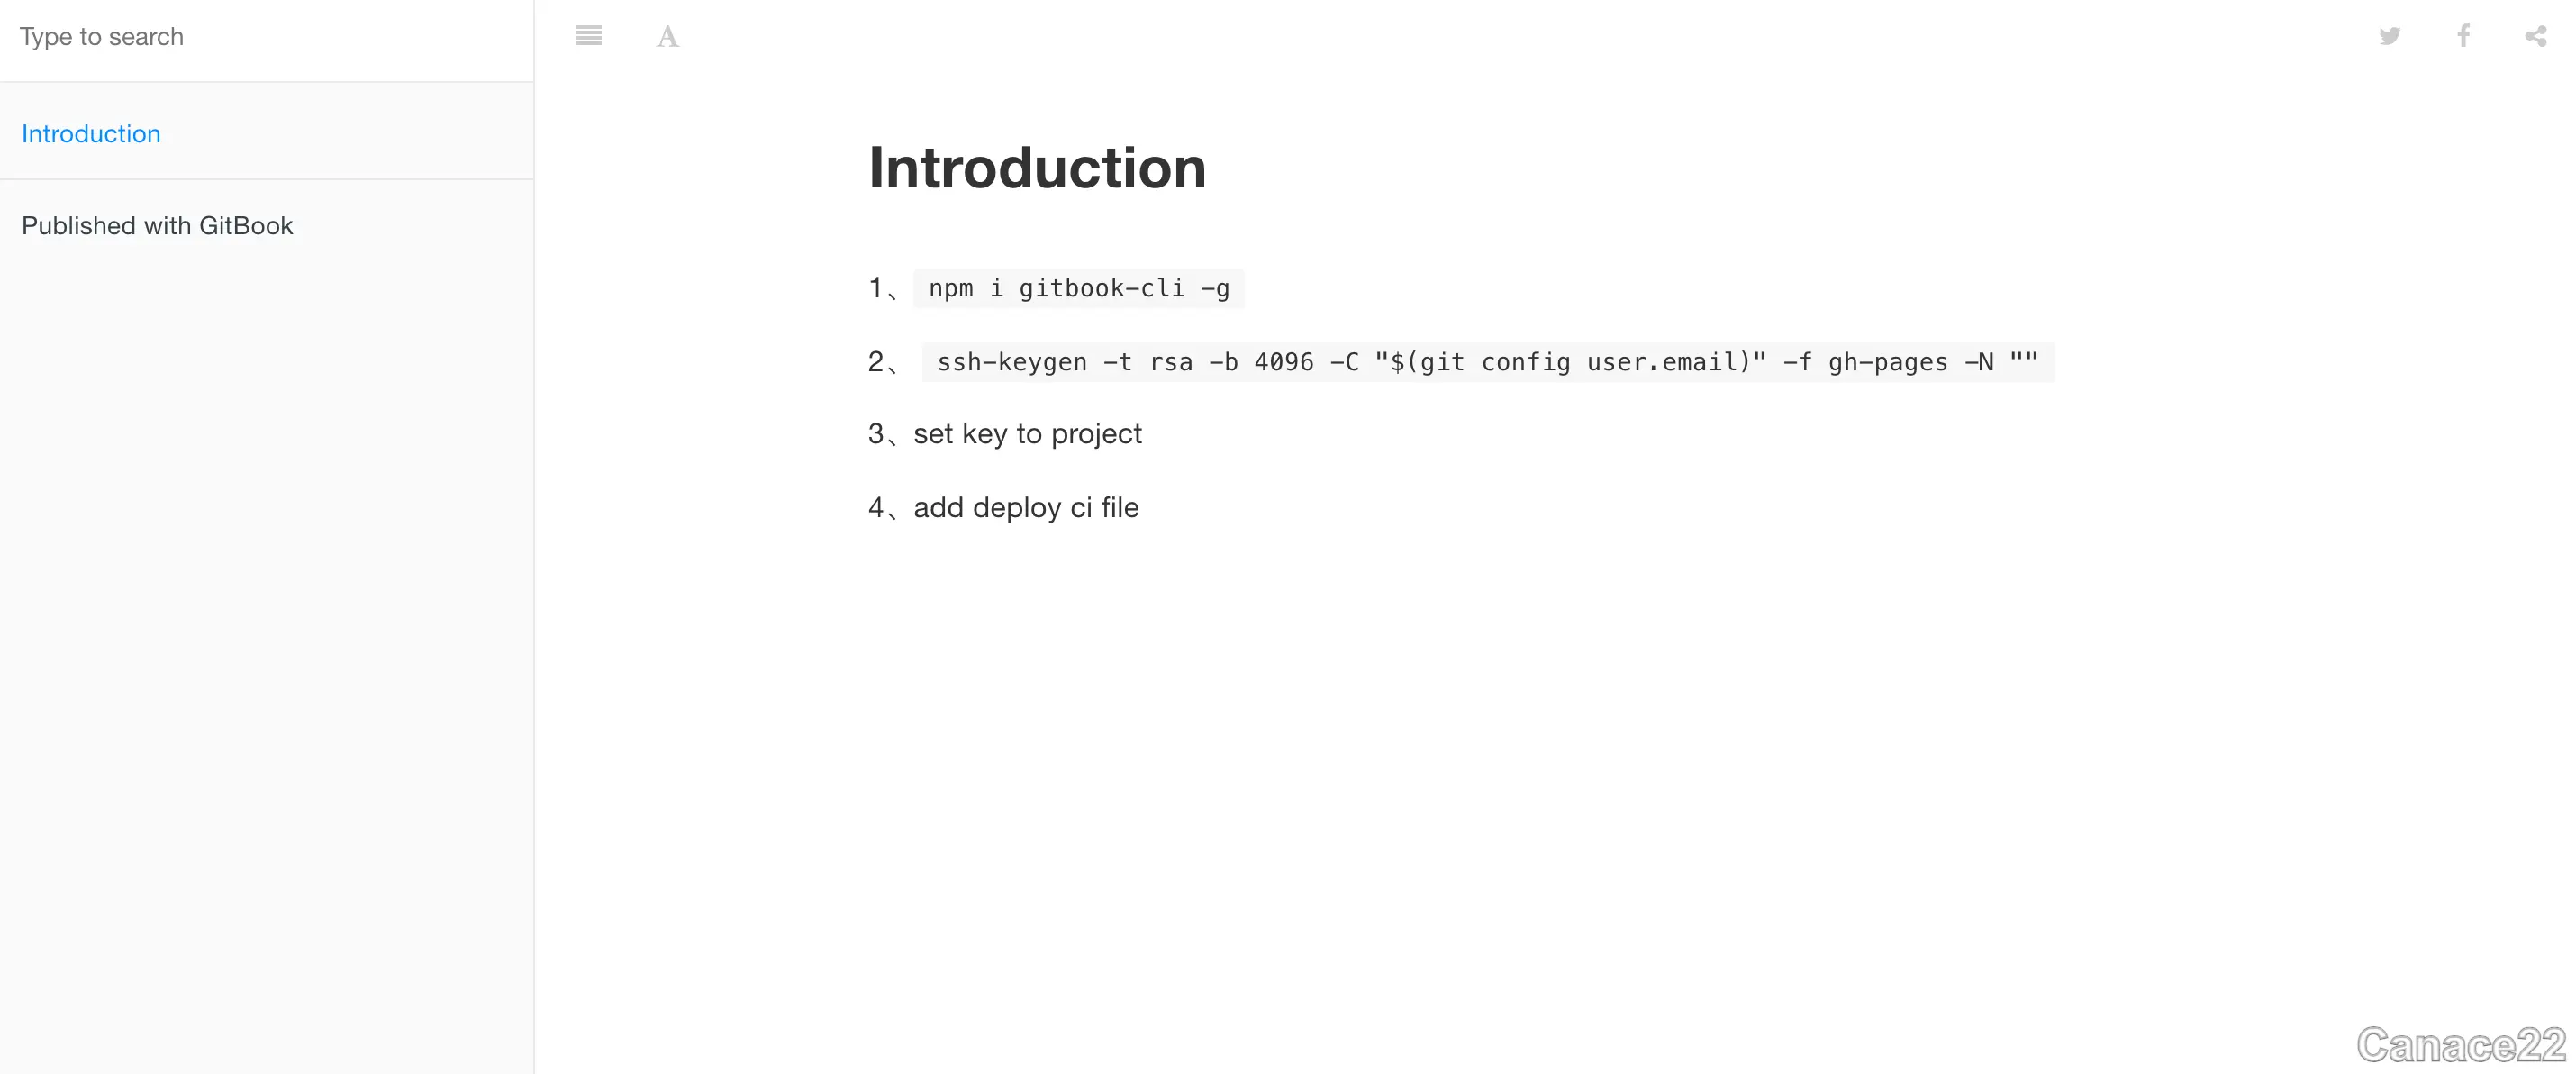 Type to search
Introduction
Published with GitBook
A
Introduction
1、npm i gitbook-cli -g
2、 ssh-keygen -t rsa -b 4096 -C "$(git config user.email)" -f gh-pages -N ""
3、set key to project
4、add deploy ci file
Canace22